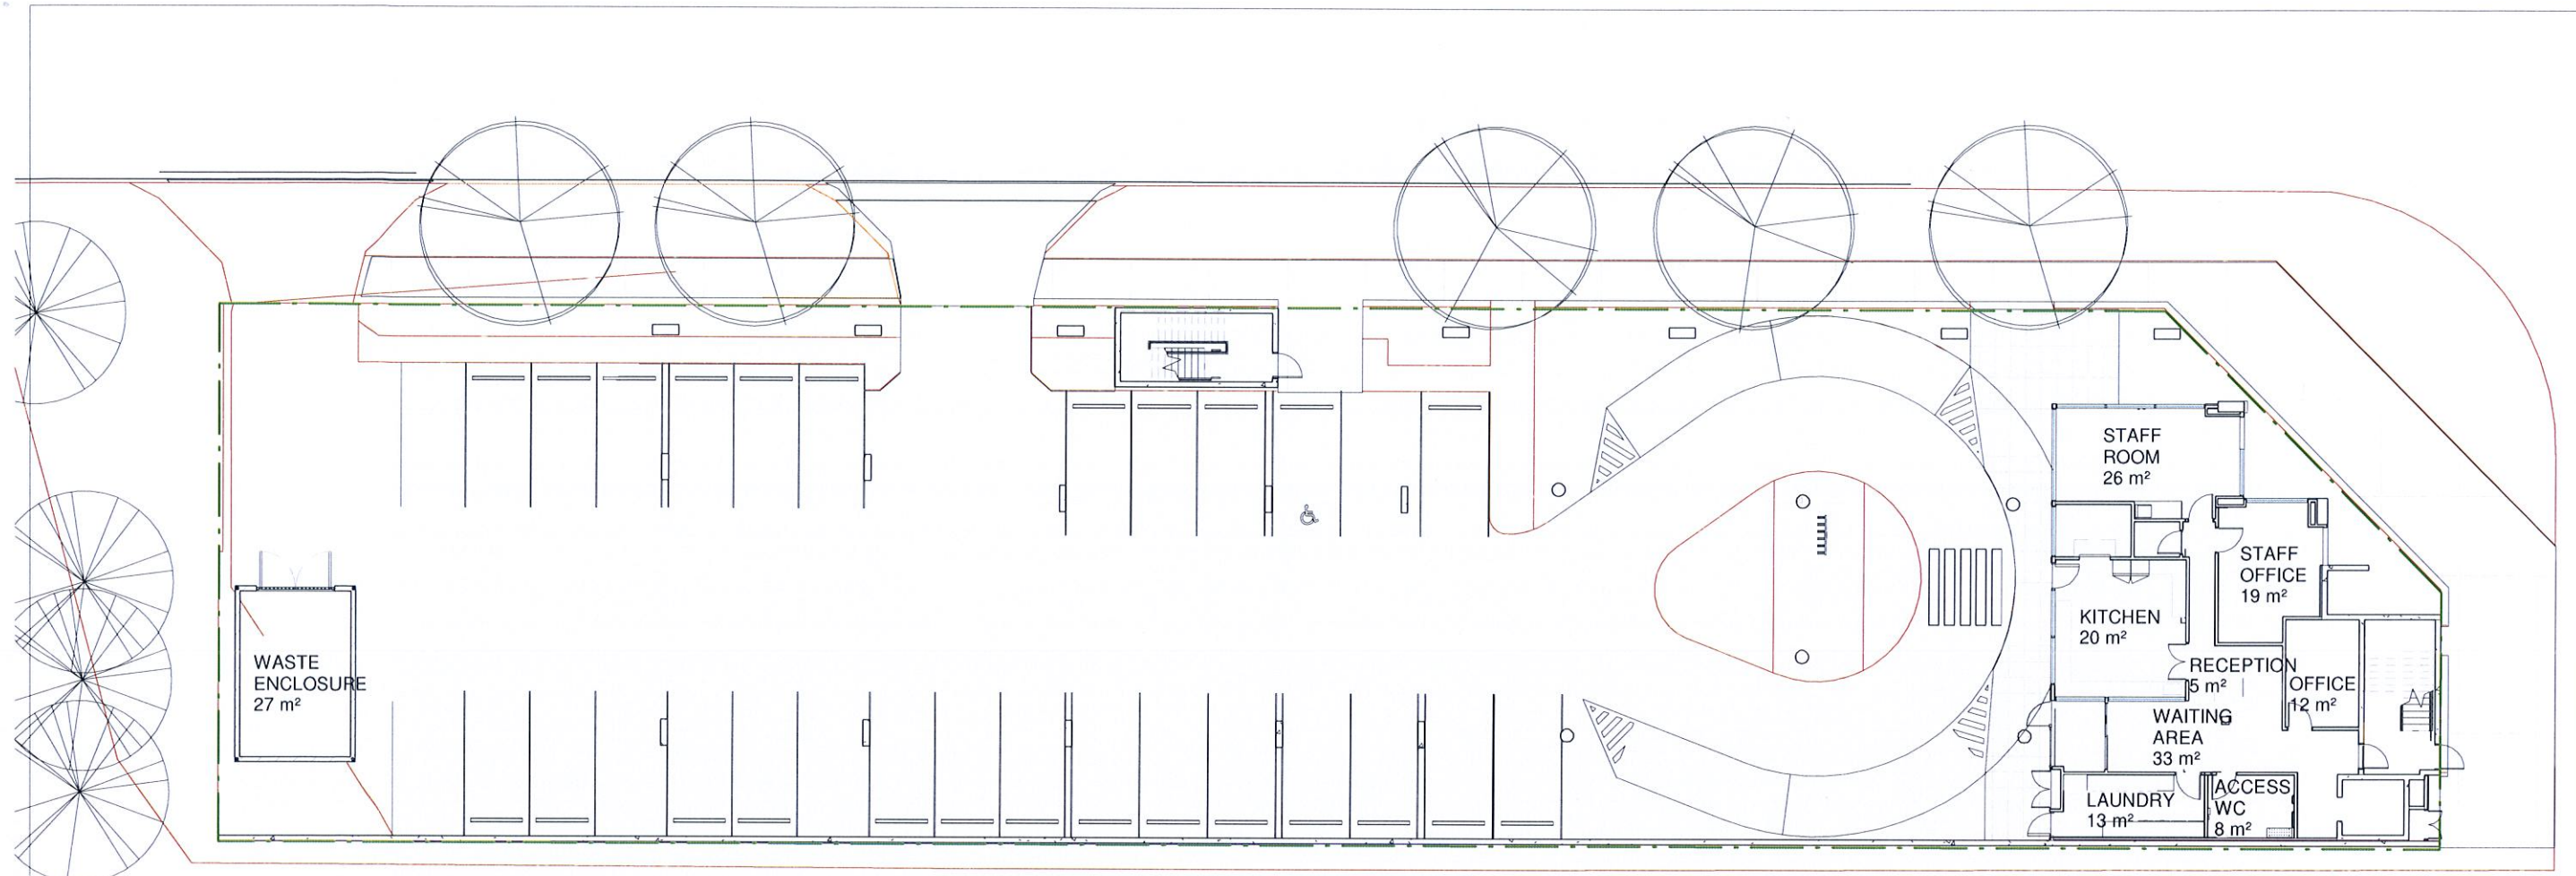 STAFF
ROOM
26 m²
STAFF
OFFICE
19 m²
KITCHEN
20 m²
RECEPTION
5 m²
OFFICE
12 m²
WASTE
ENCLOSURE
27 m²
WAITING
AREA
33 m²
LAUNDRY
13 m²
ACCESS
WC
8 m²